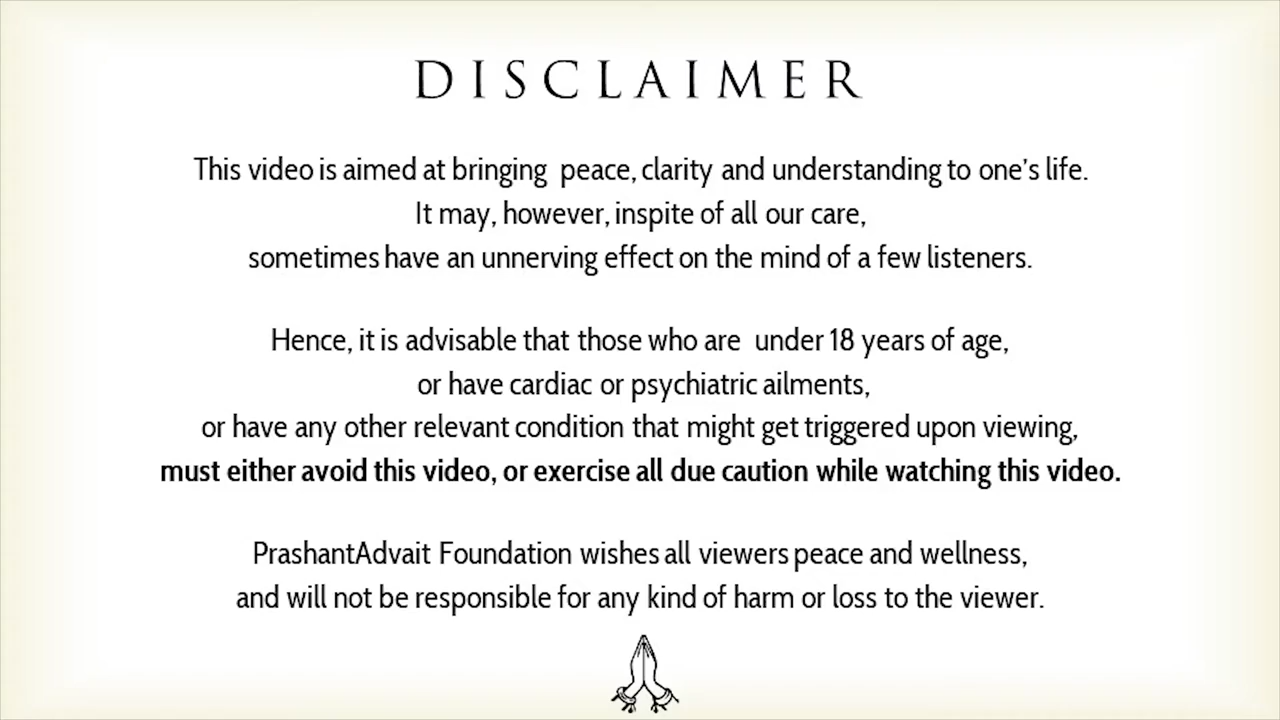 DISCLAIMER
This video is aimed at bringing peace, clarity and understanding to one's life.
It may, however, inspite of all our care,
sometimes have an unnerving effect on the mind of a few listeners.
Hence, it is advisable that those who are under 18 years of age,
or have cardiac or psychiatric ailments,
or have any other relevant condition that might get triggered upon viewing,
must either avoid this video, or exercise all due caution while watching this video.
PrashantAdvait Foundation wishes all viewers peace and wellness,
and will not be responsible for any kind of harm or loss to the viewer.